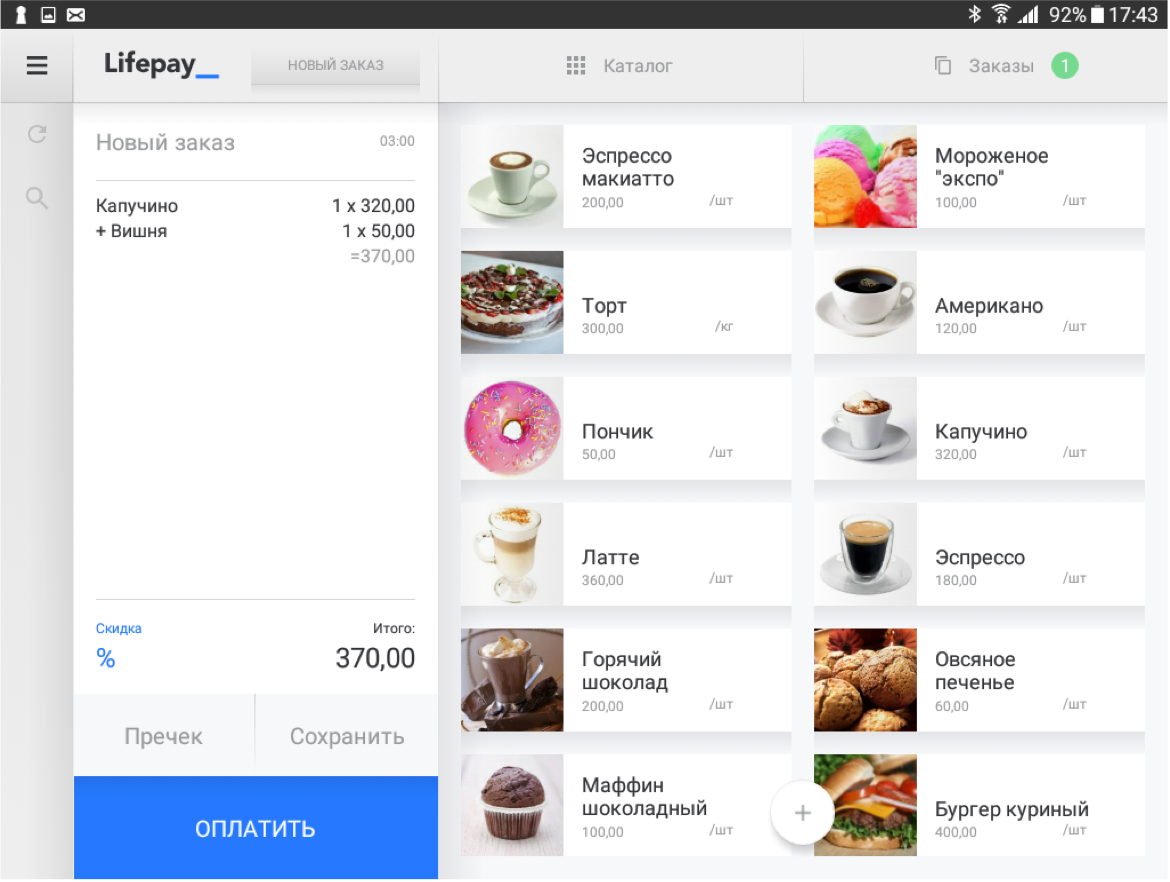 92% 17:43
Lifepay_
НОВЫЙ ЗАКАЗ
Каталог
Заказы 1
Новый заказ 03:00
Капучино 1 x 320,00
+ Вишня 1 x 50,00
=370,00
Скидка Итого:
% 370,00
Пречек Сохранить
ОПЛАТИТЬ
Эспрессо
макиатто
200,00 /шт
Мороженое
"экспо"
100,00 /шт
Торт
300,00 /кг
Американо
120,00 /шт
Пончик
50,00 /шт
Капучино
320,00 /шт
Латте
360,00 /шт
Эспрессо
180,00 /шт
Горячий
шоколад
200,00 /шт
Овсяное
печенье
60,00 /шт
Маффин
шоколадный
100,00 /шт
+
Бургер куриный
400,00 /шт